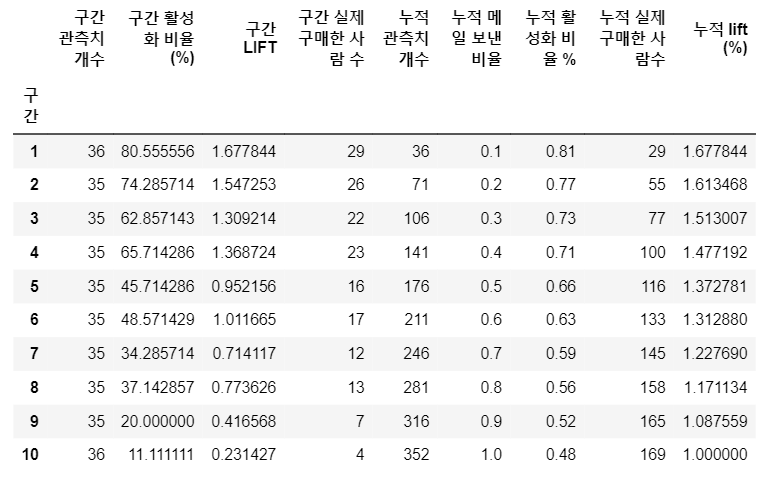 구간 관측치 개수 구간 활성화 비율 (%) 구간 LIFT 구간 실제 구매한 사람 수 누적 관측치 개수 누적 메일 보낸 비율 누적 활성화 비율 % 누적 실제 구매한 사람수 누적 lift (%)
구간
1 36 80.555556 1.677844 29 36 0.1 0.81 29 1.677844
2 35 74.285714 1.547253 26 71 0.2 0.77 55 1.613468
3 35 62.857143 1.309214 22 106 0.3 0.73 77 1.513007
4 35 65.714286 1.368724 23 141 0.4 0.71 100 1.477192
5 35 45.714286 0.952156 16 176 0.5 0.66 116 1.372781
6 35 48.571429 1.011665 17 211 0.6 0.63 133 1.312880
7 35 34.285714 0.714117 12 246 0.7 0.59 145 1.227690
8 35 37.142857 0.773626 13 281 0.8 0.56 158 1.171134
9 35 20.000000 0.416568 7 316 0.9 0.52 165 1.087559
10 36 11.111111 0.231427 4 352 1.0 0.48 169 1.000000